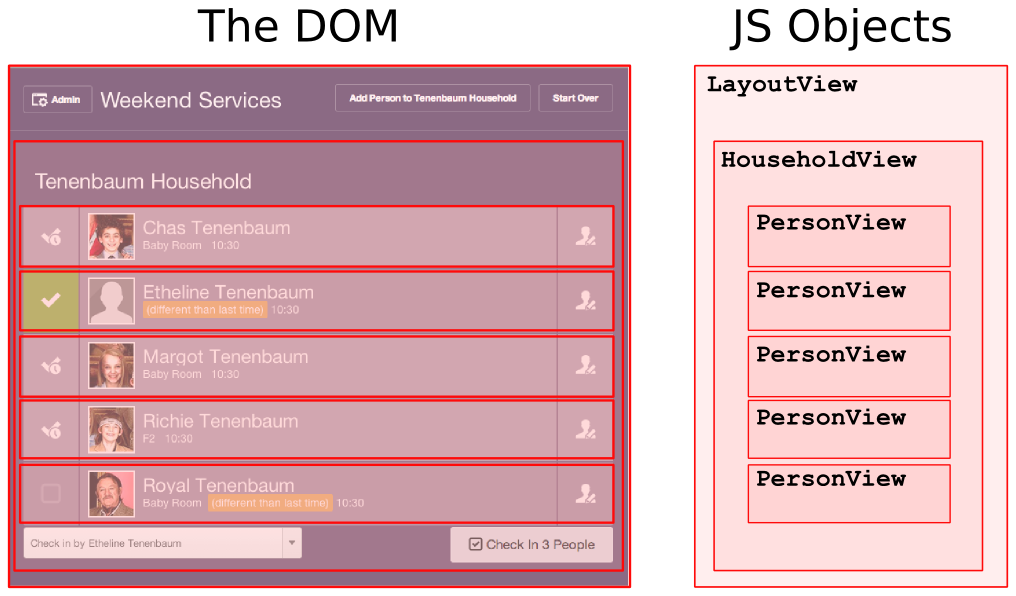 The DOM
JS Objects
Admin
Weekend Services
Add Person to Tenenbaum Household
Start Over
Tenenbaum Household
Chas Tenenbaum
Baby Room 10:30
Etheline Tenenbaum
(different than last time) 10:30
Margot Tenenbaum
Baby Room 10:30
Richie Tenenbaum
F2 10:30
Royal Tenenbaum
Baby Room (different than last time) 10:30
Check in by Etheline Tenenbaum
Check In 3 People
LayoutView
HouseholdView
PersonView
PersonView
PersonView
PersonView
PersonView